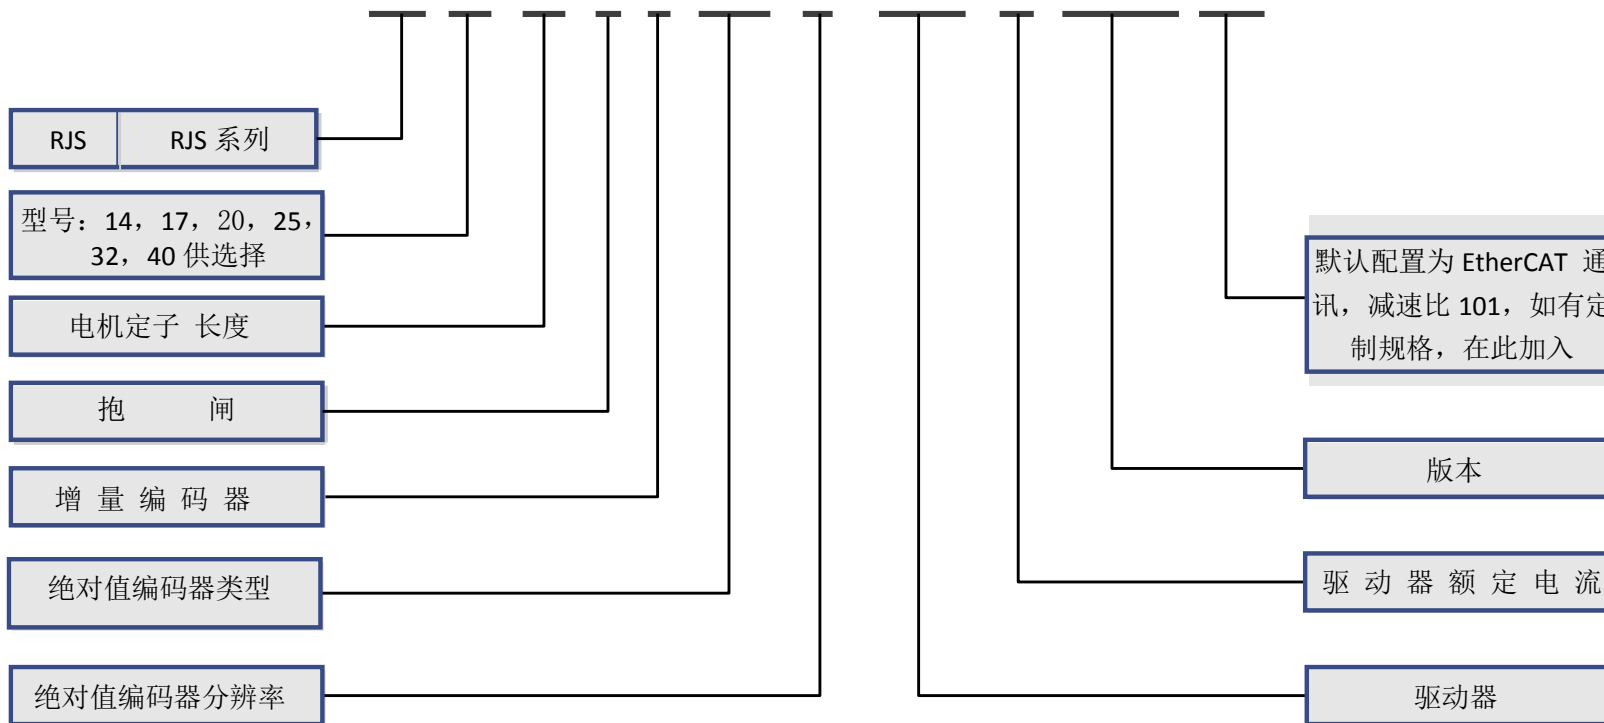 RJS RJS 系列
型号：14，17，20，25，
32，40 供选择
电机定子 长度
抱 闸
增 量 编 码 器
绝对值编码器类型
绝对值编码器分辨率
默认配置为 EtherCAT 通
讯，减速比 101，如有定
制规格，在此加入
版本
驱 动 器 额 定 电 流
驱动器